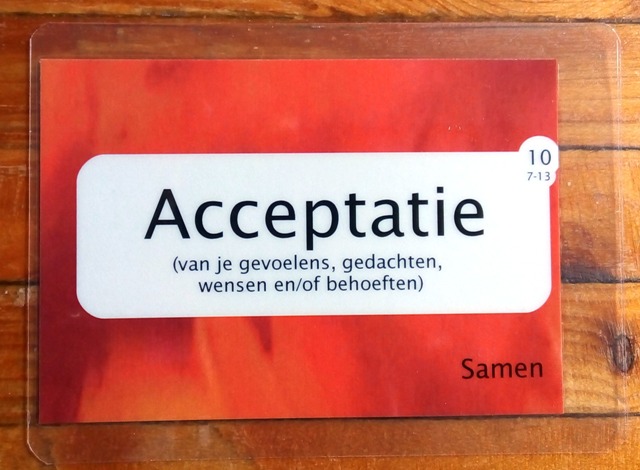 10
7-13
Acceptatie
(van je gevoelens, gedachten,
wensen en/of behoeften)
Samen